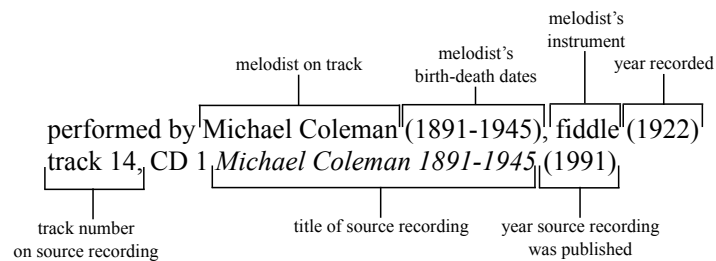 melodist's
instrument
melodist on track
melodist's
birth-death dates
year recorded
performed by Michael Coleman (1891-1945), fiddle (1922)
track 14, CD 1 Michael Coleman 1891-1945 (1991)
track number
on source recording
title of source recording
year source recording
was published